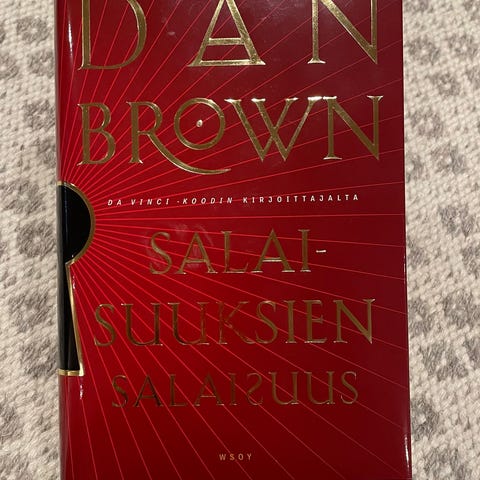 DAN
BROWN
DA VINCI -KOODIN KIRJOITTAJALTA
SALAI-
SUUKSIEN
SALAISUUS
WSOY